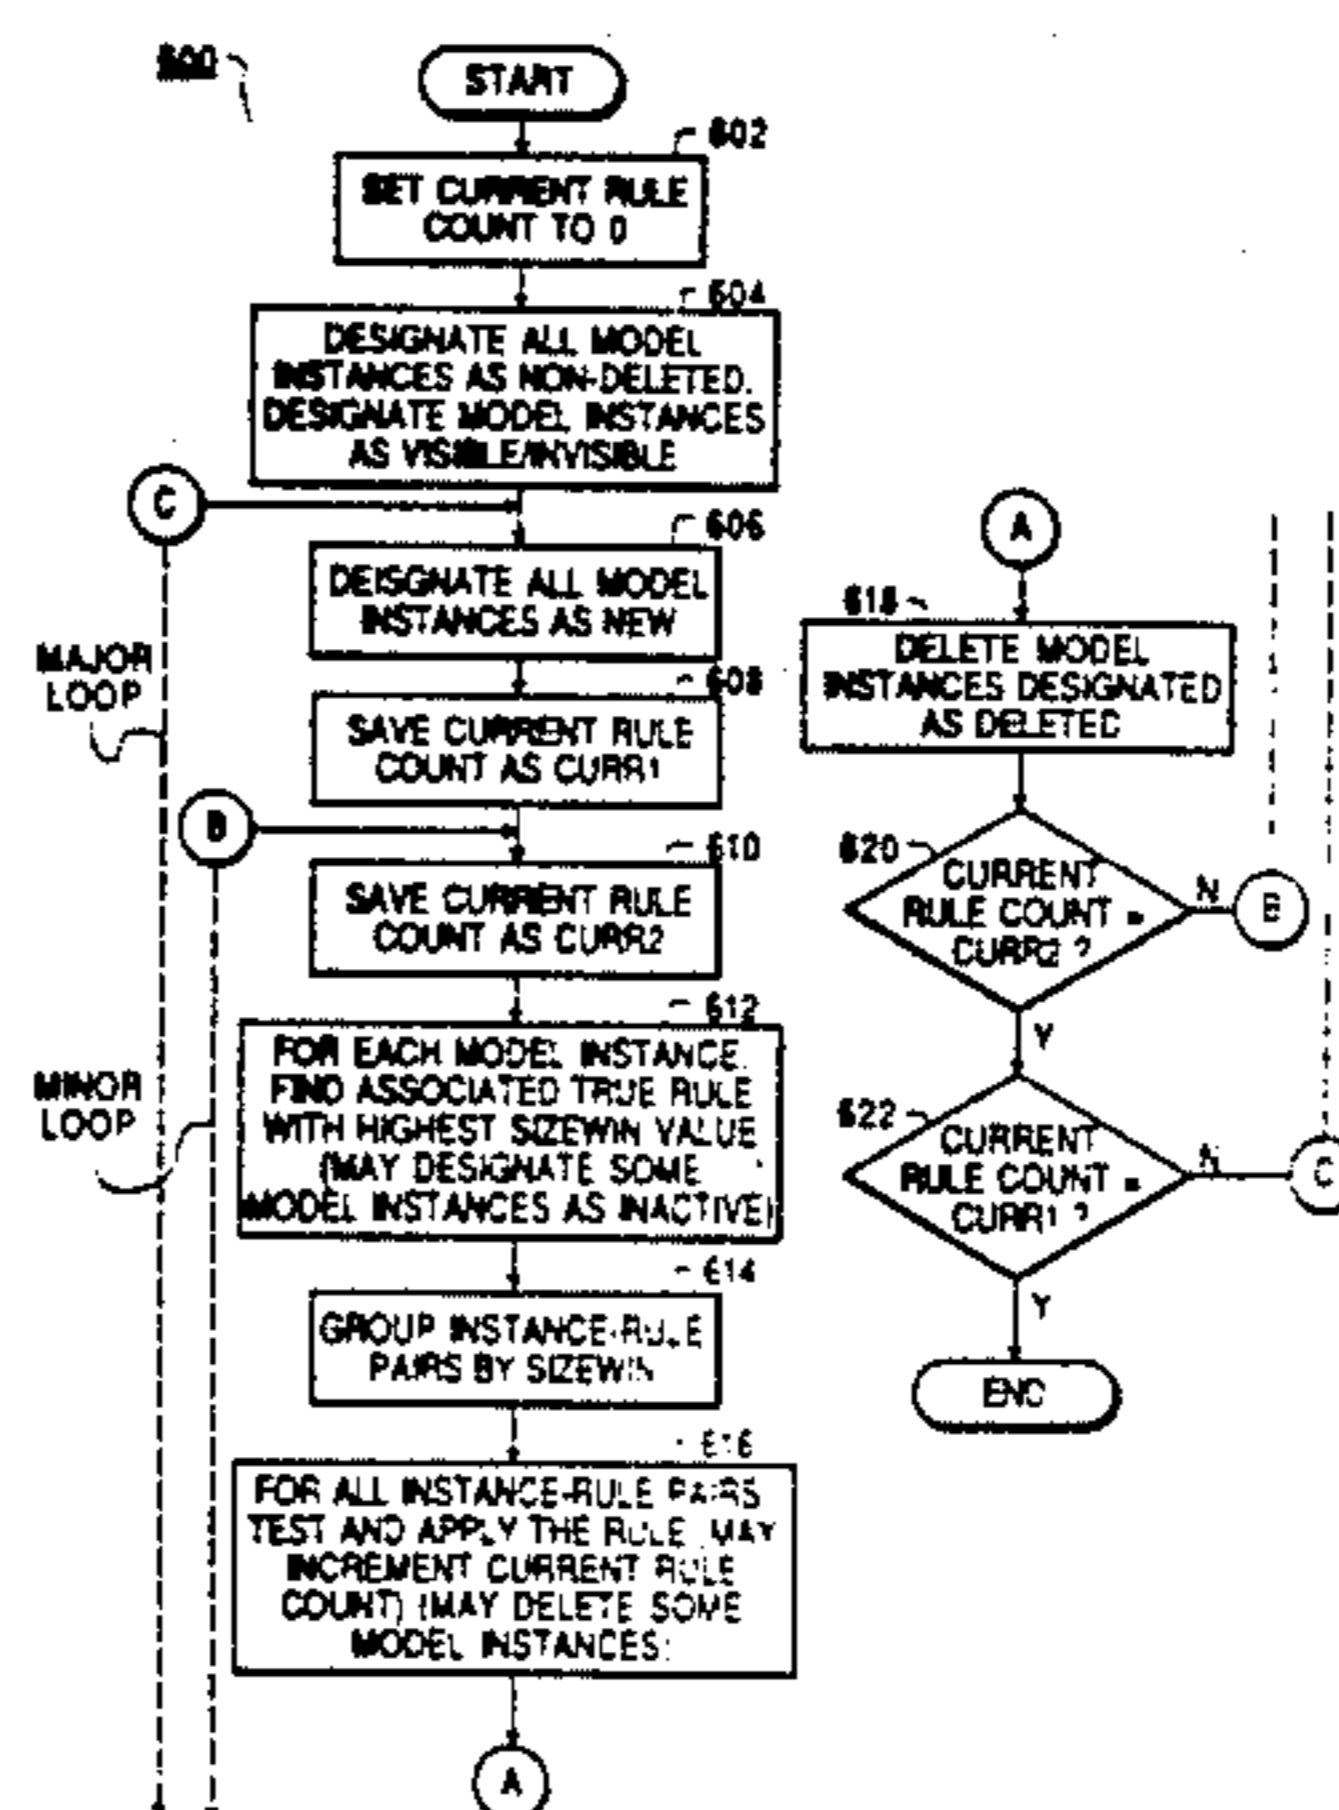 600
START
602
SET CURRENT RULE
COUNT TO 0
604
DESIGNATE ALL MODEL
INSTANCES AS NON-DELETED.
DESIGNATE MODEL INSTANCES
AS VISIBLE/INVISIBLE
C
606
DEISGNATE ALL MODEL
INSTANCES AS NEW
MAJOR
LOOP
608
SAVE CURRENT RULE
COUNT AS CURR1
B
610
SAVE CURRENT RULE
COUNT AS CURR2
612
FOR EACH MODEL INSTANCE,
FIND ASSOCIATED TRUE RULE
WITH HIGHEST SIZEWIN VALUE
(MAY DESIGNATE SOME
MODEL INSTANCES AS INACTIVE)
MINOR
LOOP
614
GROUP INSTANCE-RULE
PAIRS BY SIZEWIN
616
FOR ALL INSTANCE-RULE PAIRS
TEST AND APPLY THE RULE (MAY
INCREMENT CURRENT RULE
COUNT) (MAY DELETE SOME
MODEL INSTANCES)
A
A
618
DELETE MODEL
INSTANCES DESIGNATED
AS DELETED
620
CURRENT
RULE COUNT =
CURR2 ?
N
B
Y
622
CURRENT
RULE COUNT =
CURR1 ?
N
C
Y
END